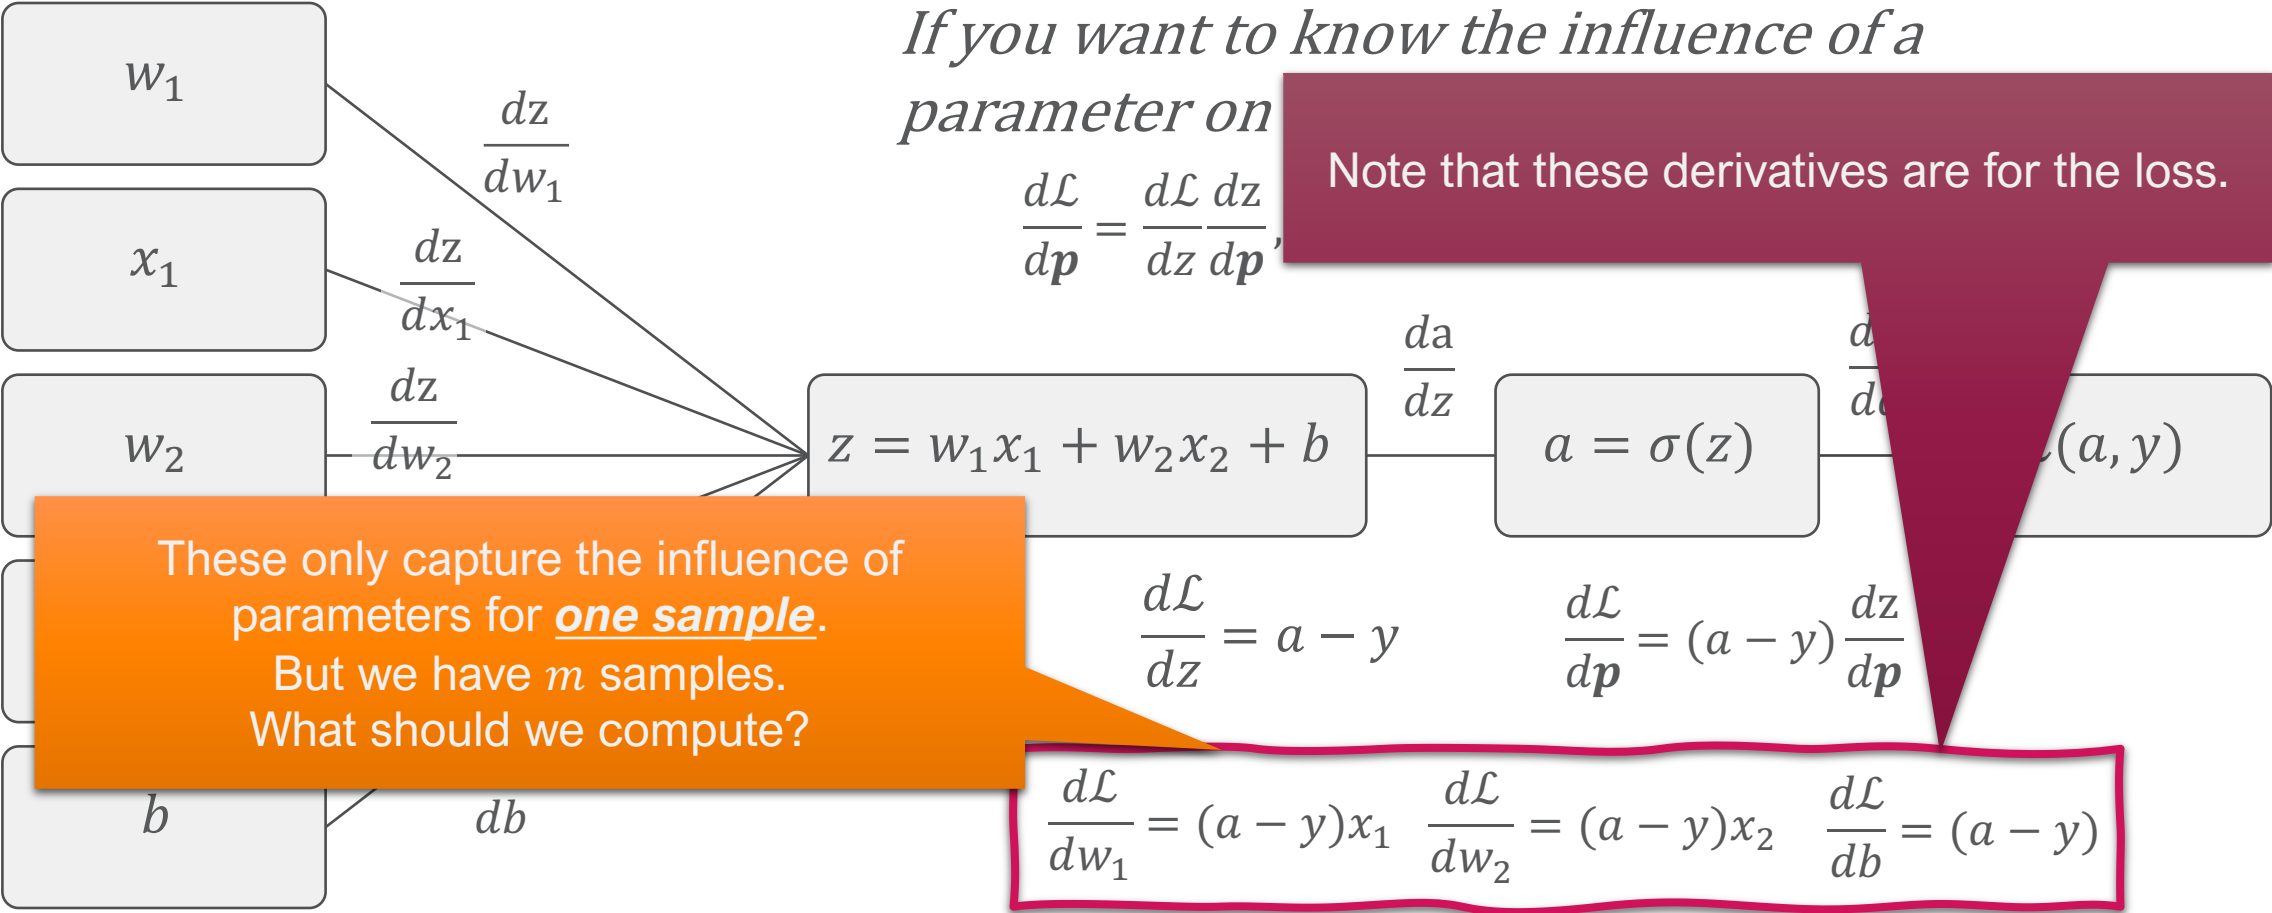 If you want to know the influence of a
parameter on
Note that these derivatives are for the loss.
w₁
dz/dw₁
x₁
dz/dx₁
dℒ/d𝒑 = dℒ/dz dz/d𝒑,
w₂
dz/dw₂
z = w₁x₁ + w₂x₂ + b
da/dz
a = σ(z)
(a, y)
These only capture the influence of
parameters for one sample.
But we have m samples.
What should we compute?
dℒ/dz = a − y
dℒ/d𝒑 = (a − y) dz/d𝒑
b
db
dℒ/dw₁ = (a − y)x₁ dℒ/dw₂ = (a − y)x₂ dℒ/db = (a − y)